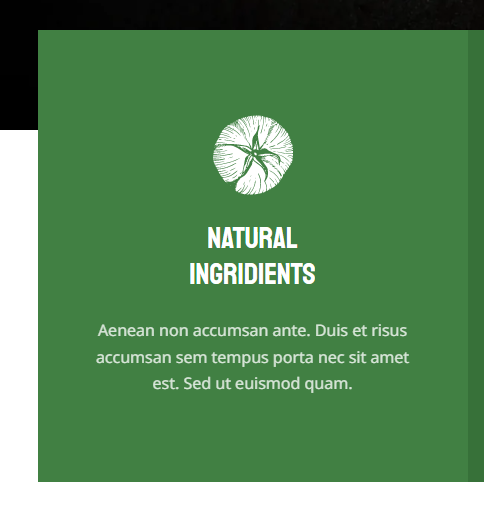 NATURAL
INGRIDIENTS
Aenean non accumsan ante. Duis et risus
accumsan sem tempus porta nec sit amet
est. Sed ut euismod quam.